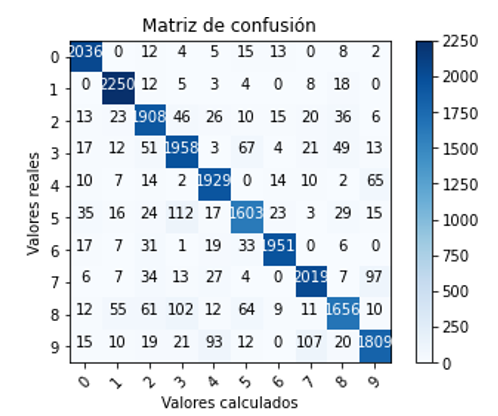 Matriz de confusión
0 2036 0 12 4 5 15 13 0 8 2
1 0 2250 12 5 3 4 0 8 18 0
2 13 23 1908 46 26 10 15 20 36 6
3 17 12 51 1958 3 67 4 21 49 13
4 10 7 14 2 1929 0 14 10 2 65
5 35 16 24 112 17 1603 23 3 29 15
6 17 7 31 1 19 33 1951 0 6 0
7 6 7 34 13 27 4 0 2019 7 97
8 12 55 61 102 12 64 9 11 1656 10
9 15 10 19 21 93 12 0 107 20 1809
0 1 2 3 4 5 6 7 8 9
Valores reales
Valores calculados
2250
2000
1750
1500
1250
1000
750
500
250
0